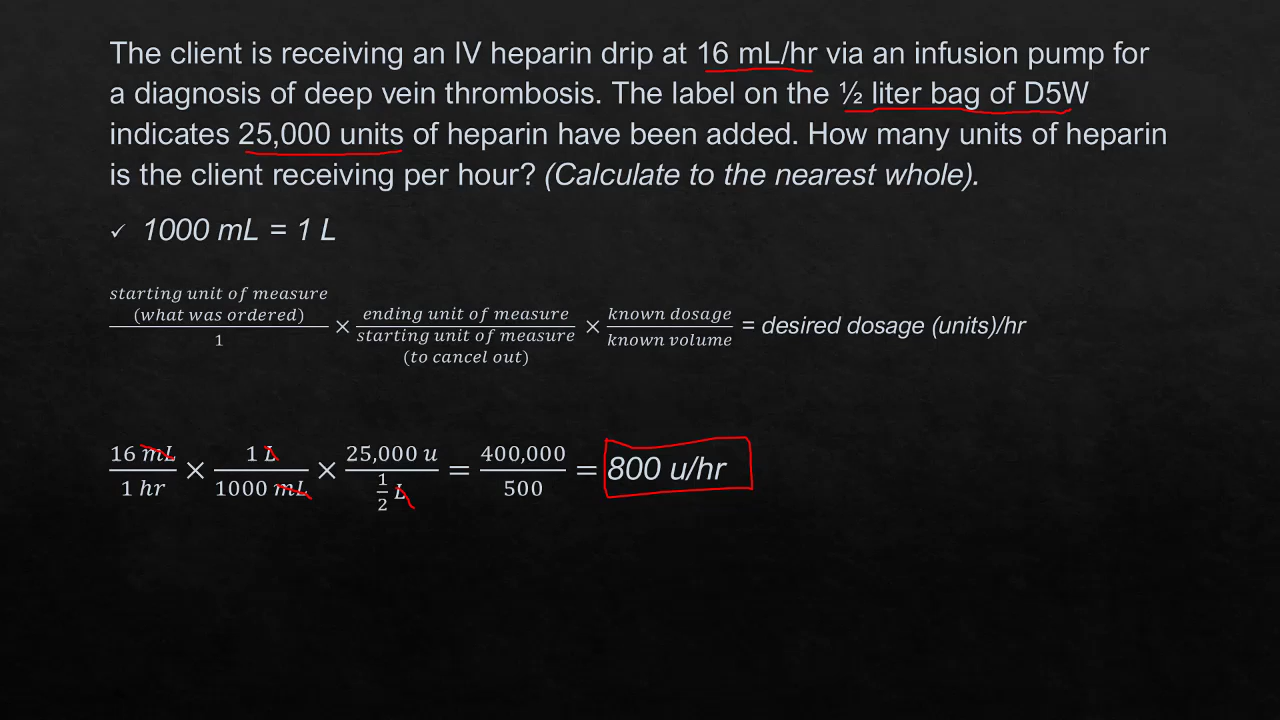 The client is receiving an IV heparin drip at 16 mL/hr via an infusion pump for
a diagnosis of deep vein thrombosis. The label on the ½ liter bag of D5W
indicates 25,000 units of heparin have been added. How many units of heparin
is the client receiving per hour? (Calculate to the nearest whole).
✓ 1000 mL = 1 L
starting unit of measure
(what was ordered)
1
×
ending unit of measure
starting unit of measure
(to cancel out)
×
known dosage
known volume
= desired dosage (units)/hr
16 mL
1 hr
×
1 L
1000 mL
×
25,000 u
1
2
L
=
400,000
500
= 800 u/hr